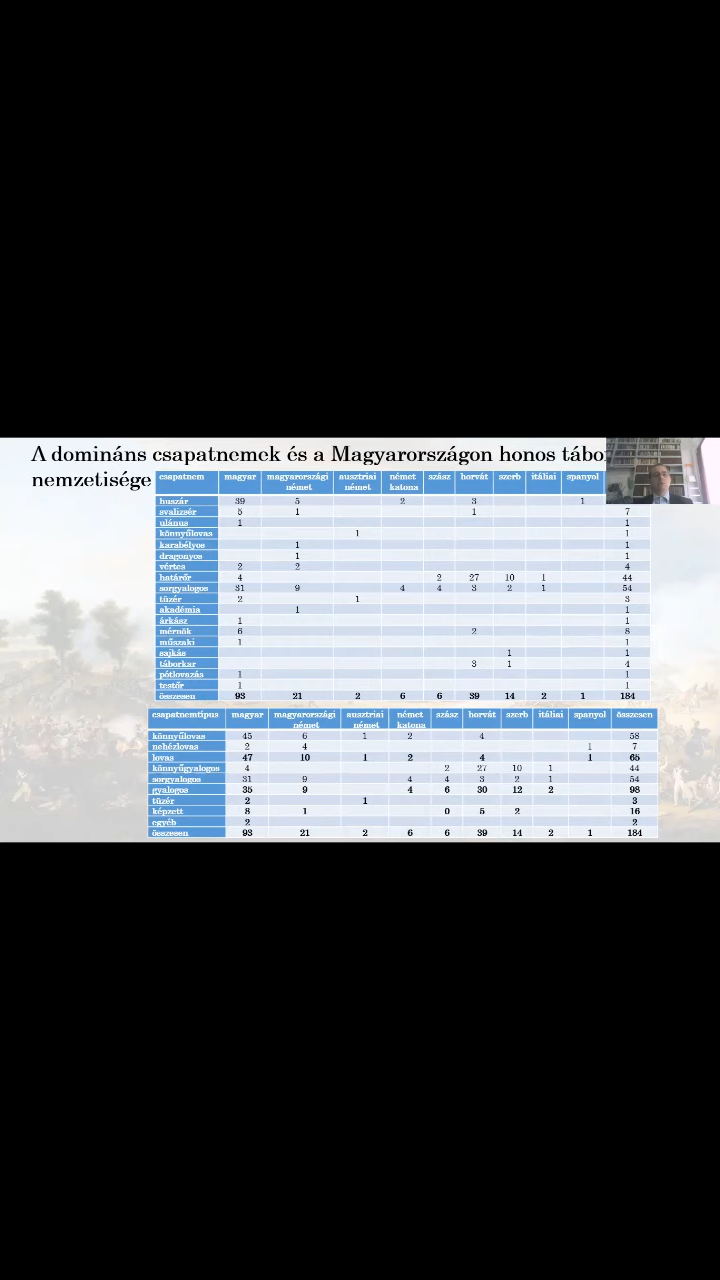 A domináns csapatnemek és a Magyarországon honos
nemzetisége
csapatnem magyar magyarországi német ausztriai német német katona szász horvát szerb itáliai spanyol
huszár 39 5 2 3 1
svalizsér 5 1 1 7
ulánus 1 1
könnyűlovas 1 1
karabélyos 1 1
dragonyos 1 1
vértes 2 2 4
határőr 4 2 27 10 1 44
sorgyalogos 31 9 4 4 3 2 1 54
tüzér 2 1 3
akadémia 1 1
árkász 1 1
mérnök 6 2 8
műszaki 1 1
sajkás 1 1
táborkar 3 1 4
pótlovazás 1 1
testőr 1 1
összesen 93 21 2 6 6 39 14 2 1 184
csapatnemtípus magyar magyarországi német ausztriai német német katona szász horvát szerb itáliai spanyol összesen
könnyűlovas 45 6 1 2 4 58
nehézlovas 2 4 1 7
lovas 47 10 1 2 4 1 65
könnyűgyalogos 4 2 27 10 1 44
sorgyalogos 31 9 4 4 3 2 1 54
gyalogos 35 9 4 6 30 12 2 98
tüzér 2 1 3
képzett 8 1 0 5 2 16
egyéb 2 2
összesen 93 21 2 6 6 39 14 2 1 184